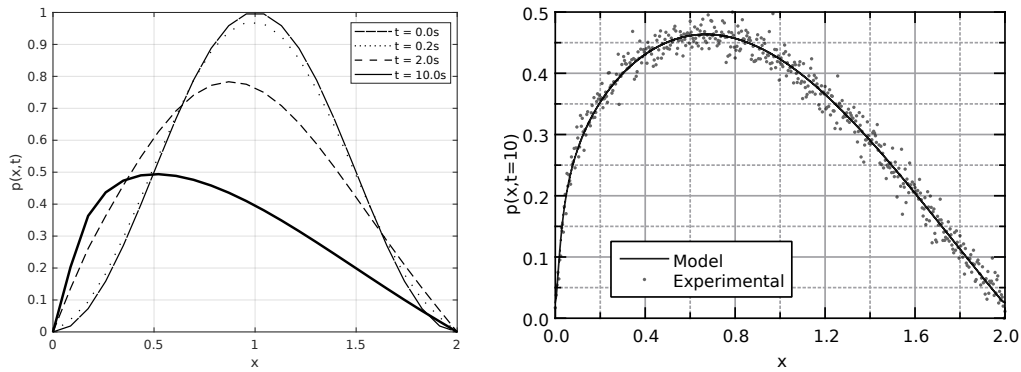 1
0.9
0.8
0.7
0.6
0.5
0.4
0.3
0.2
0.1
0
p(x,t)
t = 0.0s
t = 0.2s
t = 2.0s
t = 10.0s
0 0.5 1 1.5 2
x
0.5
0.4
0.3
0.2
0.1
0.0
p(x,t=10)
Model
Experimental
0.0 0.4 0.8 1.2 1.6 2.0
x